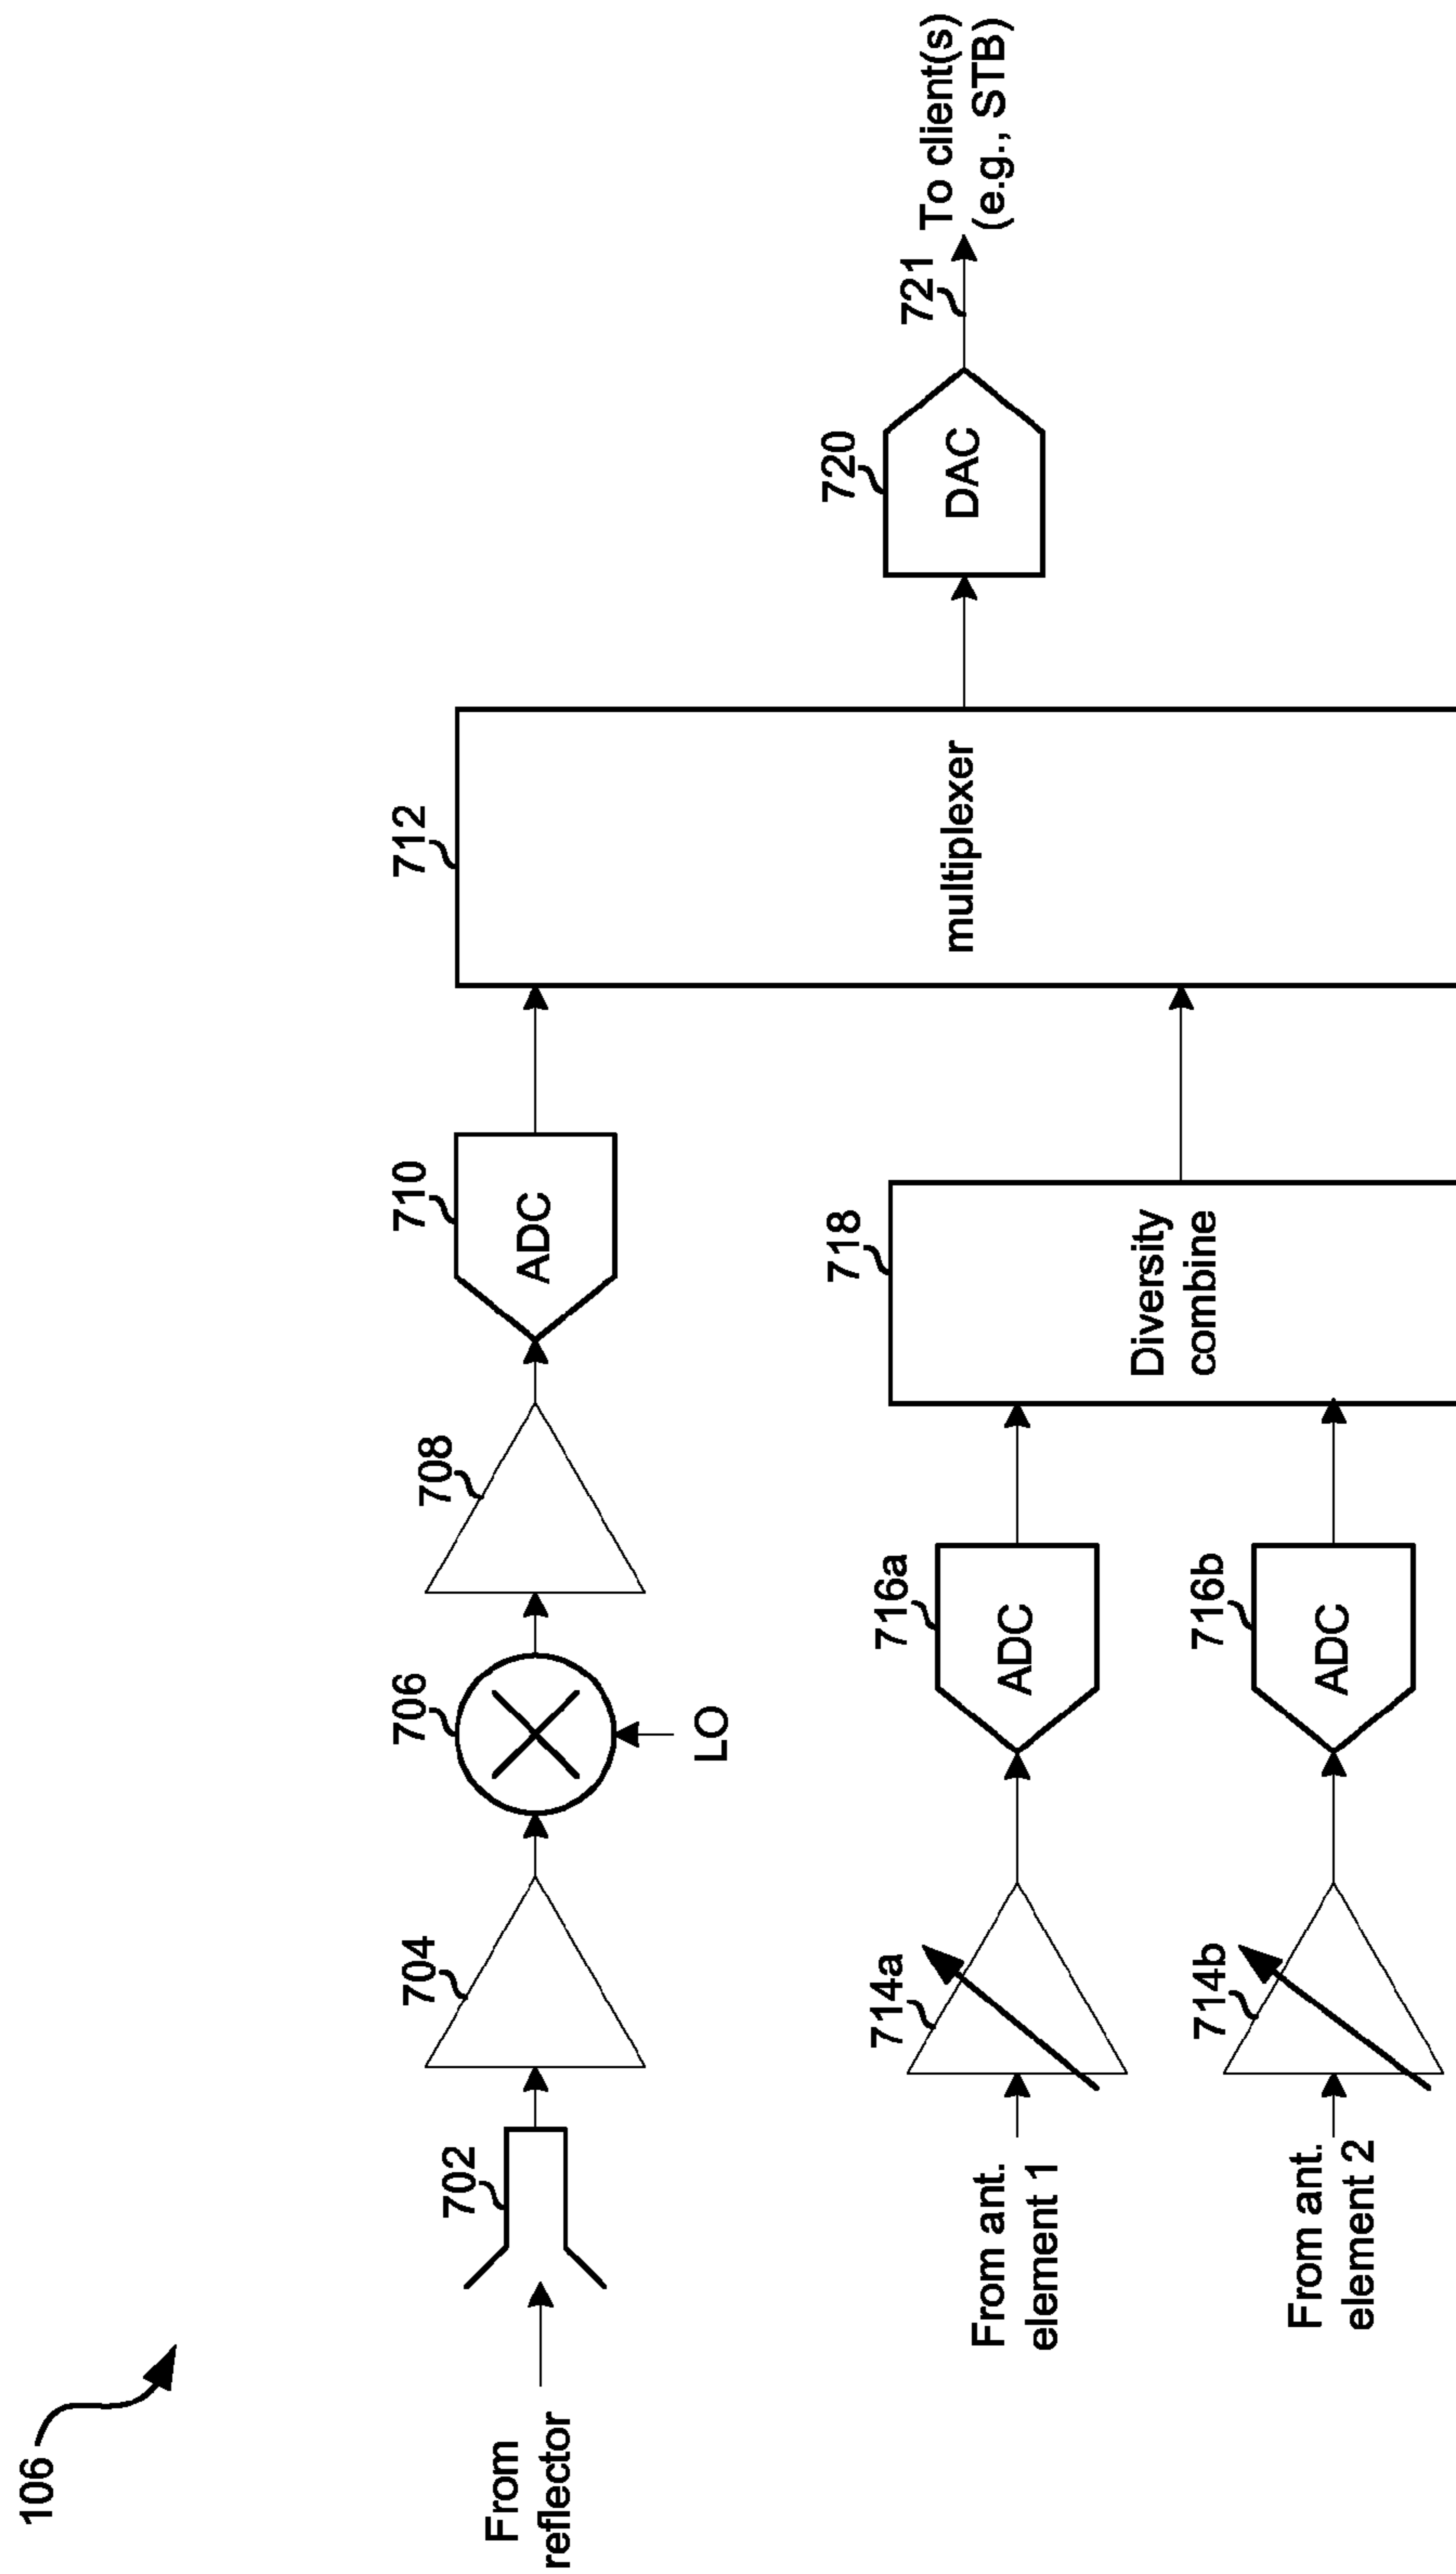 106
From
reflector
702
704
706
LO
708
710
ADC
712
multiplexer
From ant.
element 1
714a
716a
ADC
718
Diversity
combine
From ant.
element 2
714b
716b
ADC
720
DAC
721
To client(s)
(e.g., STB)